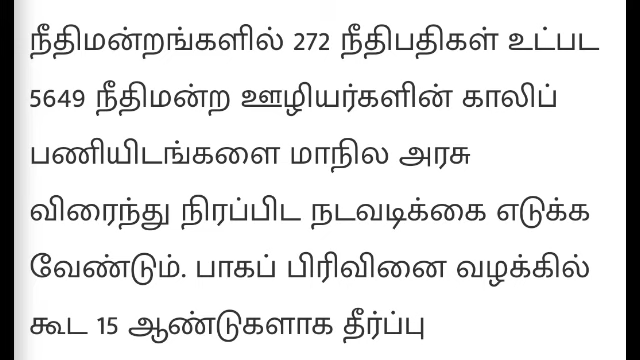 நீதிமன்றங்களில் 272 நீதிபதிகள் உட்பட
5649 நீதிமன்ற ஊழியர்களின் காலிப்
பணியிடங்களை மாநில அரசு
விரைந்து நிரப்பிட நடவடிக்கை எடுக்க
வேண்டும். பாகப் பிரிவினை வழக்கில்
கூட 15 ஆண்டுகளாக தீர்ப்பு